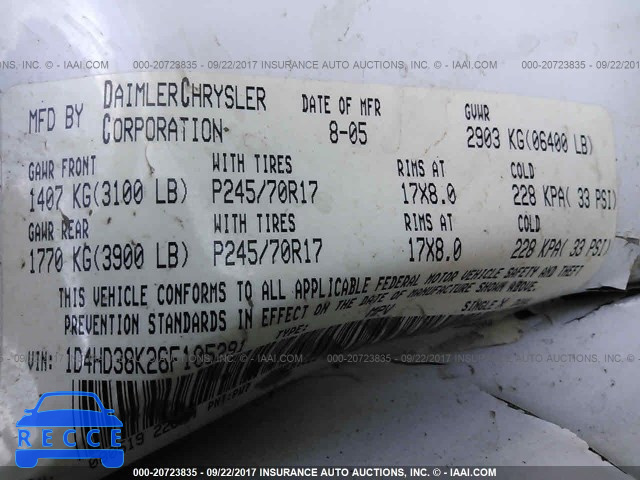 000-20723835 - 09/22/2017 INSURANCE AUTO AUCTIONS, INC. - IAAI.COM
MFD BY DAIMLERCHRYSLER CORPORATION DATE OF MFR 8-05 GVWR 2903 KG(06400 LB)
GAWR FRONT WITH TIRES RIMS AT COLD
1407 KG(3100 LB) P245/70R17 17X8.0 228 KPA( 33 PSI)
GAWR REAR WITH TIRES RIMS AT COLD
1770 KG(3900 LB) P245/70R17 17X8.0 228 KPA( 33 PSI)
THIS VEHICLE CONFORMS TO ALL APPLICABLE FEDERAL MOTOR VEHICLE SAFETY AND THEFT
PREVENTION STANDARDS IN EFFECT ON THE DATE OF MANUFACTURE SHOWN ABOVE.
VIN: TYPE: MPV SINGLE
RECCE
000-20723835 - 09/22/2017 INSURANCE AUTO AUCTIONS, INC. - IAAI.COM